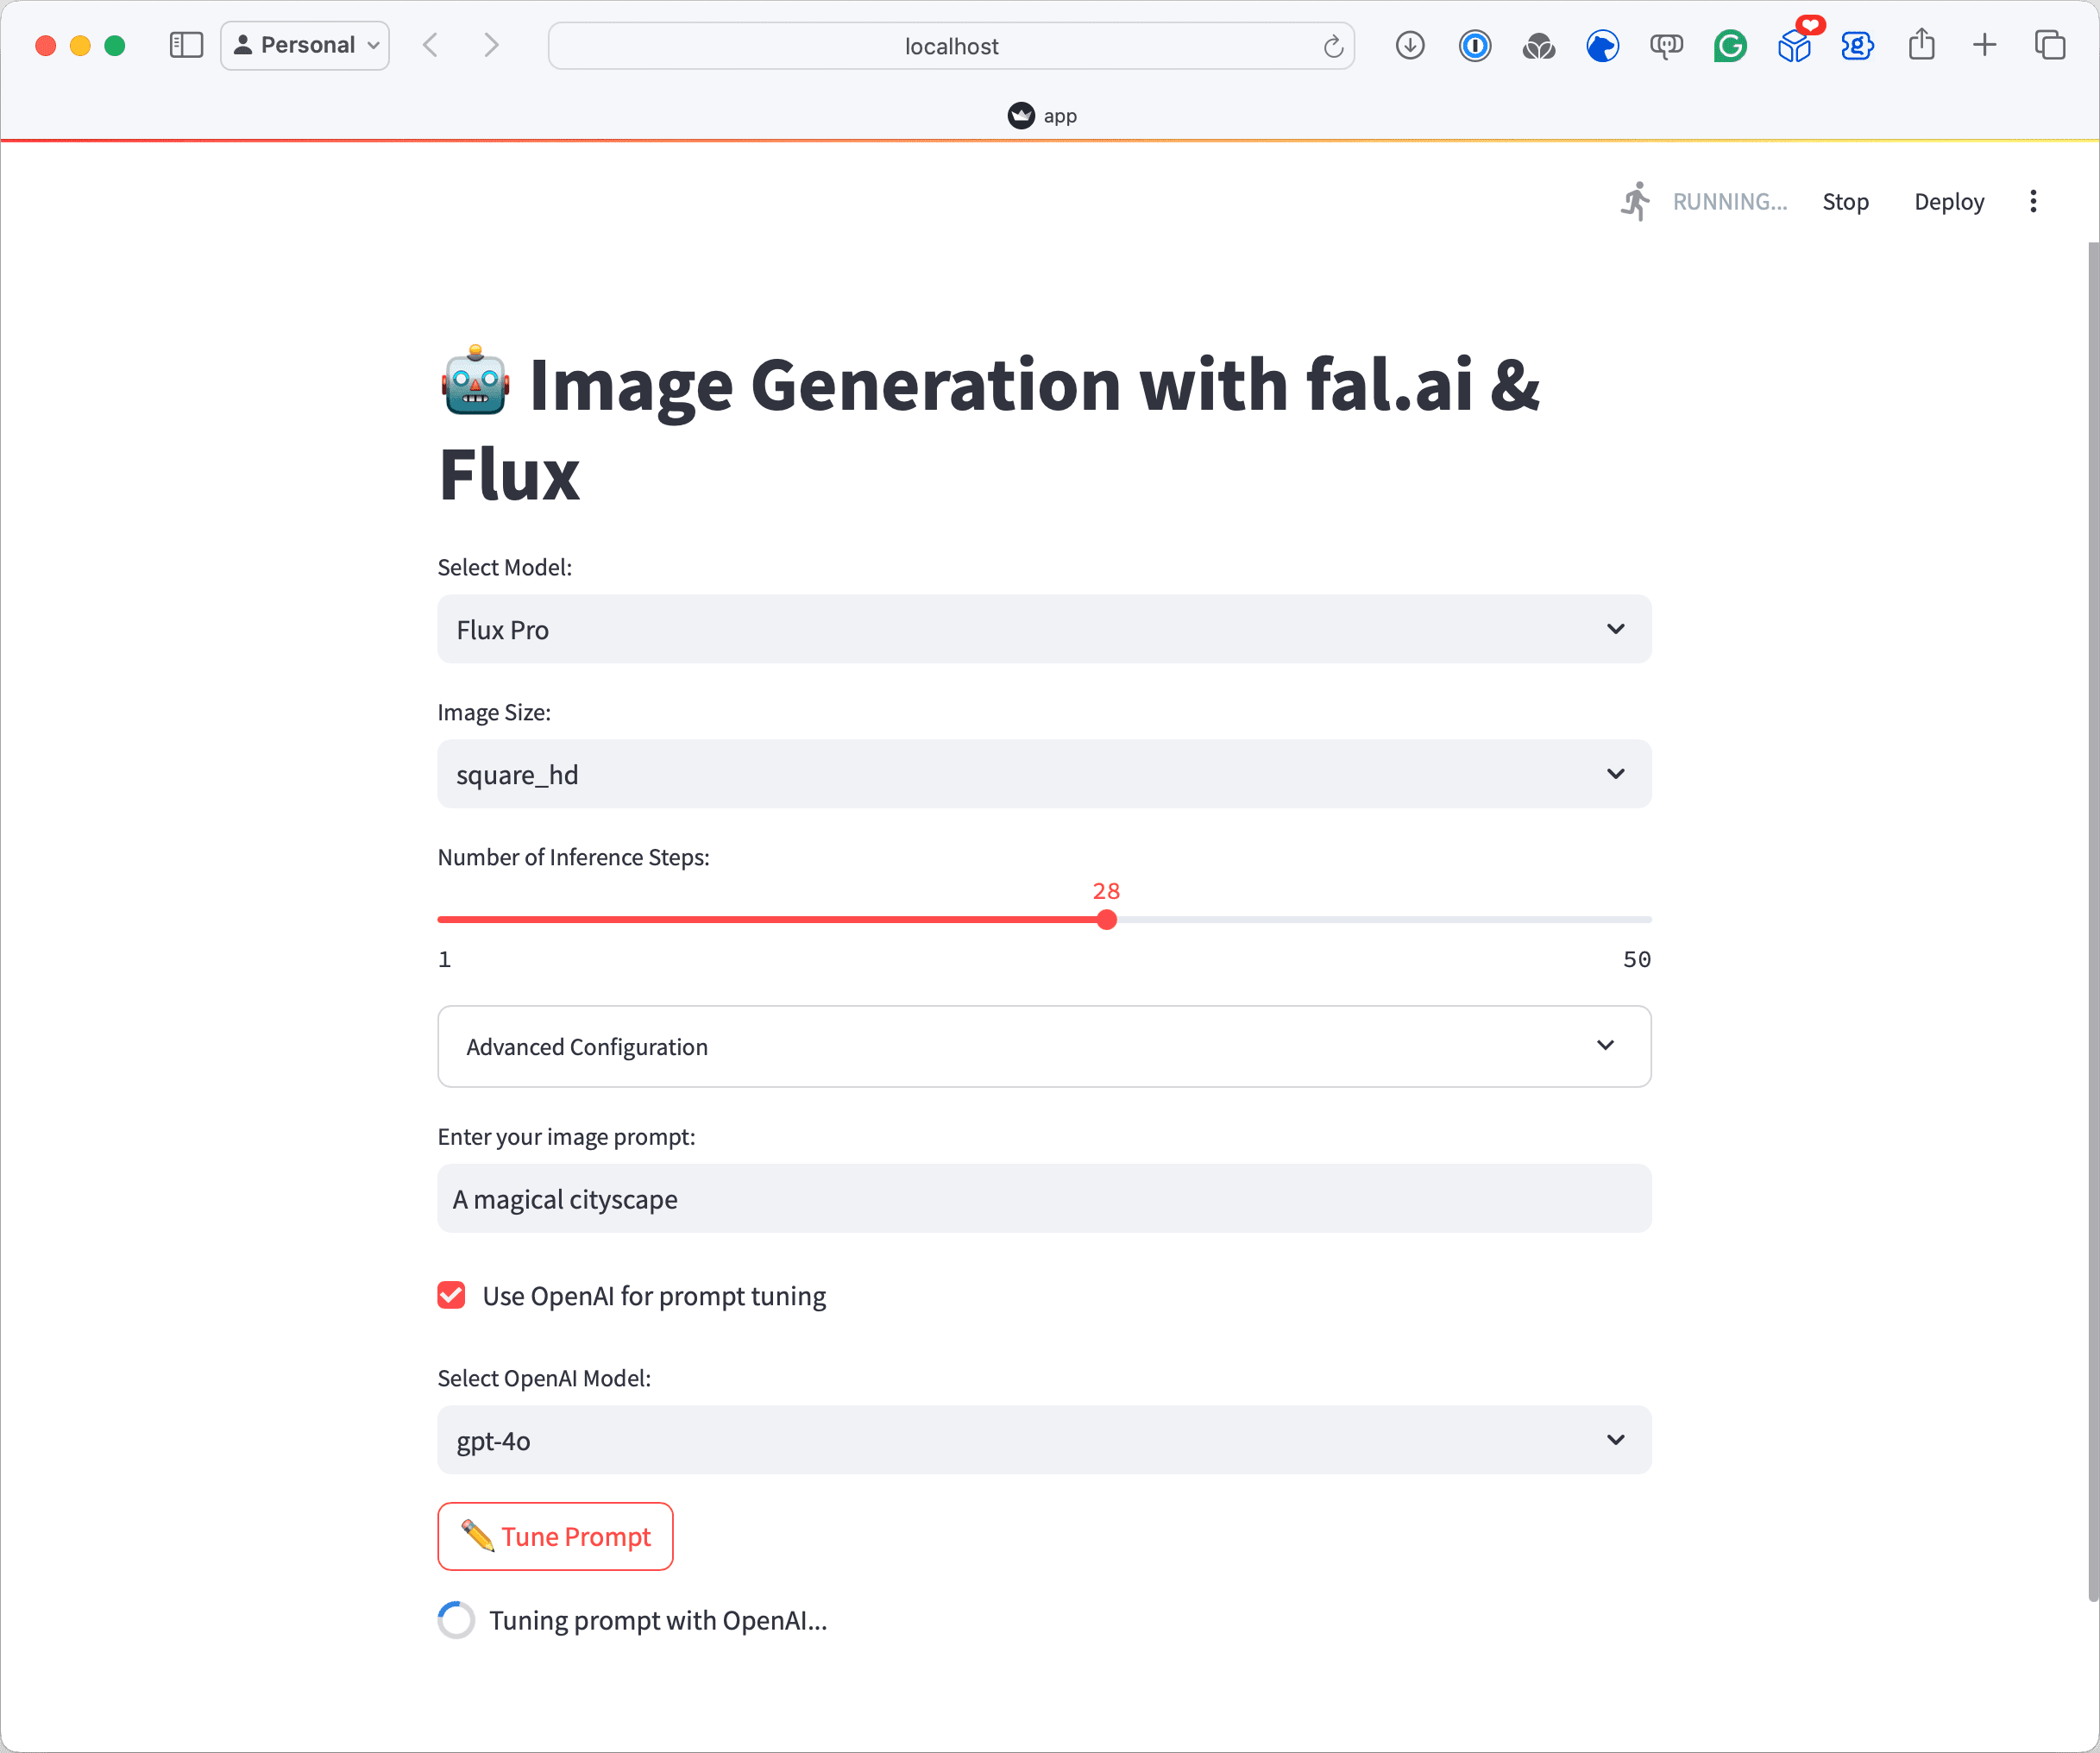 Personal
localhost
app
RUNNING...
Stop
Deploy
Image Generation with fal.ai &
Flux
Select Model:
Flux Pro
Image Size:
square_hd
Number of Inference Steps:
28
1
50
Advanced Configuration
Enter your image prompt:
A magical cityscape
Use OpenAI for prompt tuning
Select OpenAI Model:
gpt-4o
Tune Prompt
Tuning prompt with OpenAI...